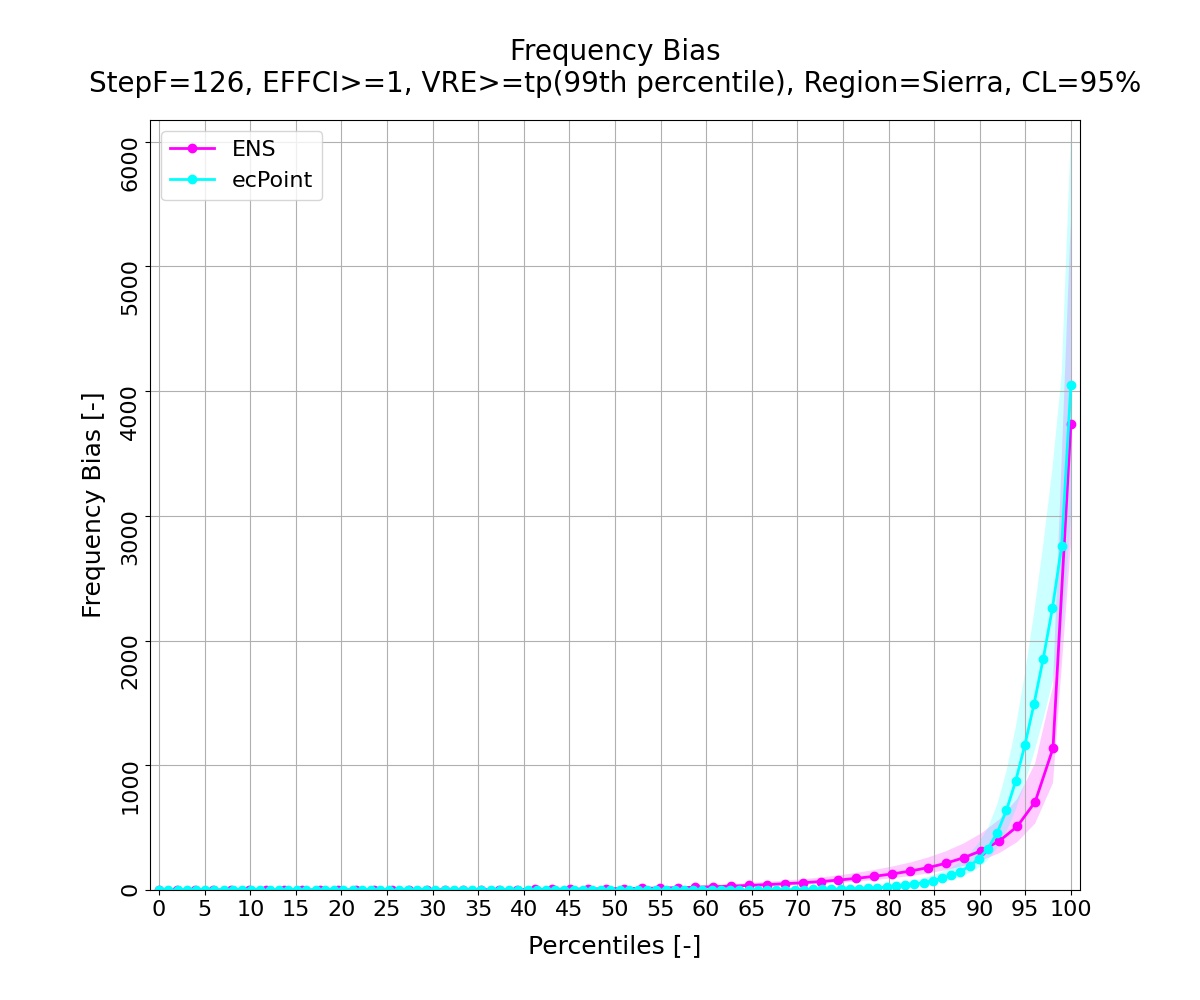 Frequency Bias
StepF=126, EFFCI>=1, VRE>=tp(99th percentile), Region=Sierra, CL=95%
ENS
ecPoint
6000
5000
4000
3000
2000
1000
0
Frequency Bias [-]
0 5 10 15 20 25 30 35 40 45 50 55 60 65 70 75 80 85 90 95 100
Percentiles [-]